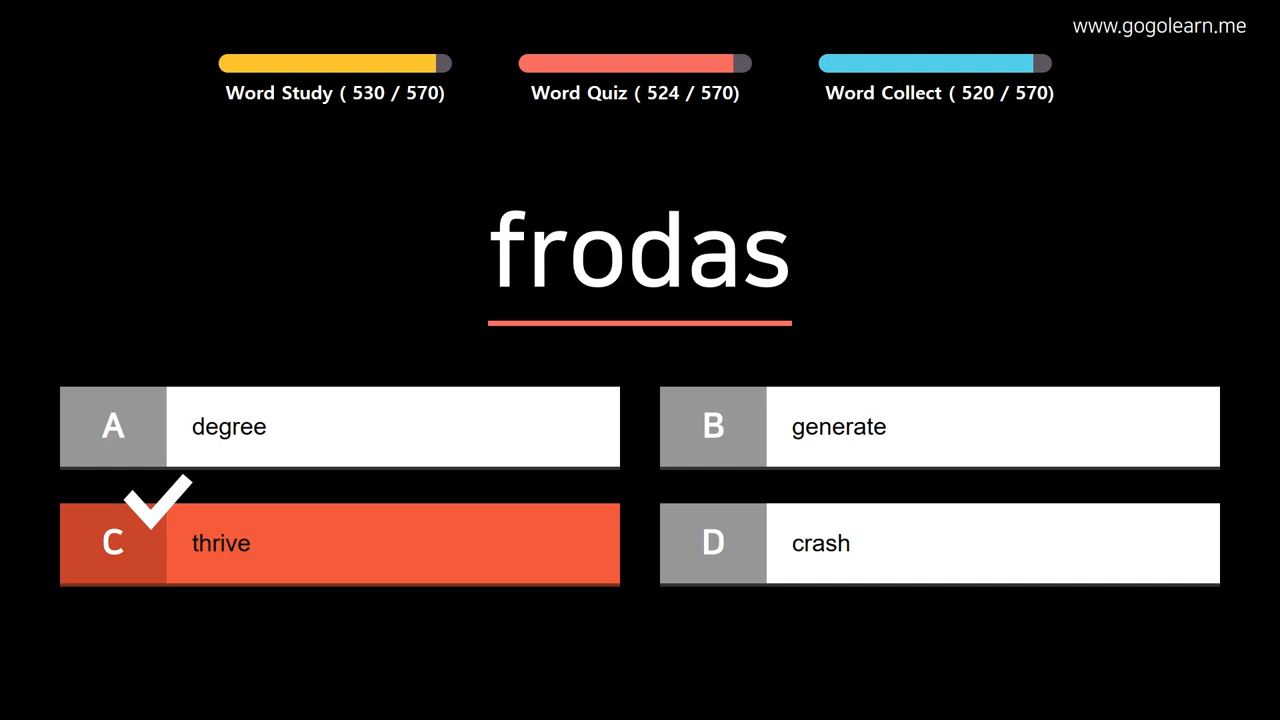 www.gogolearn.me
Word Study ( 530 / 570)
Word Quiz ( 524 / 570)
Word Collect ( 520 / 570)
frodas
A
degree
B
generate
C
thrive
D
crash